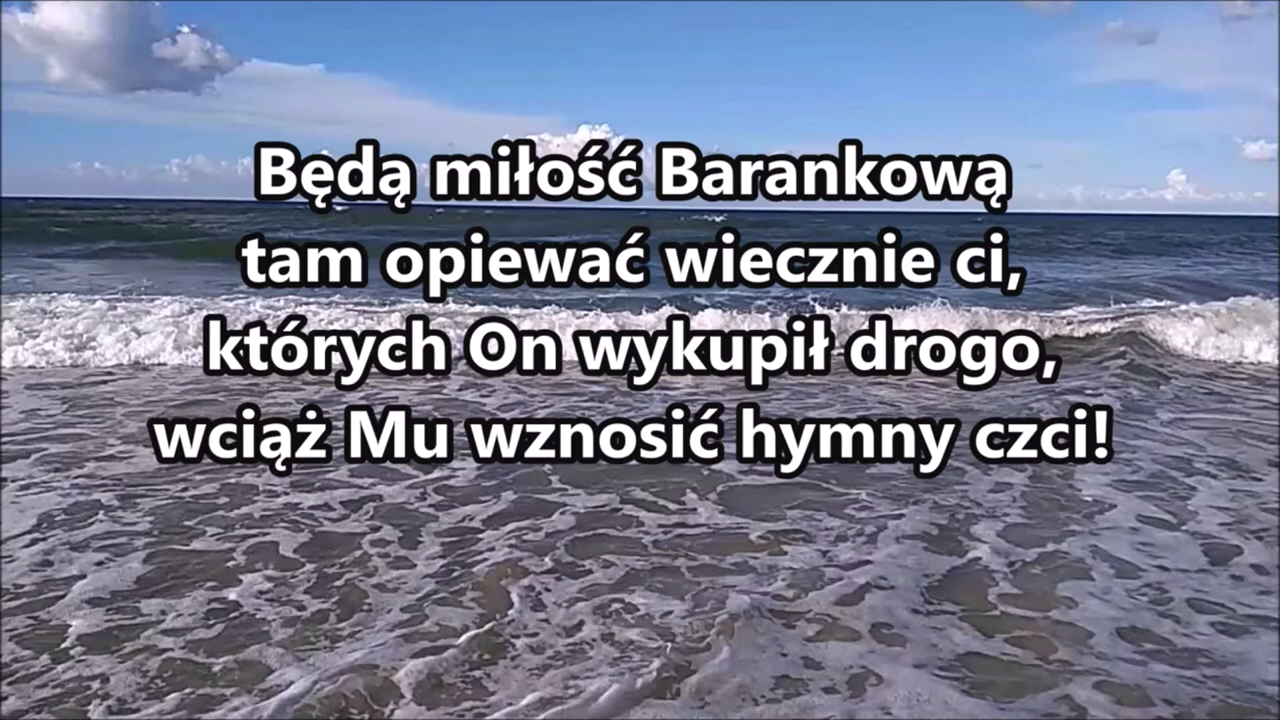 Będą miłość Barankową
tam opiewać wiecznie ci,
których On wykupił drogo,
wciąż Mu wznosić hymny czci!